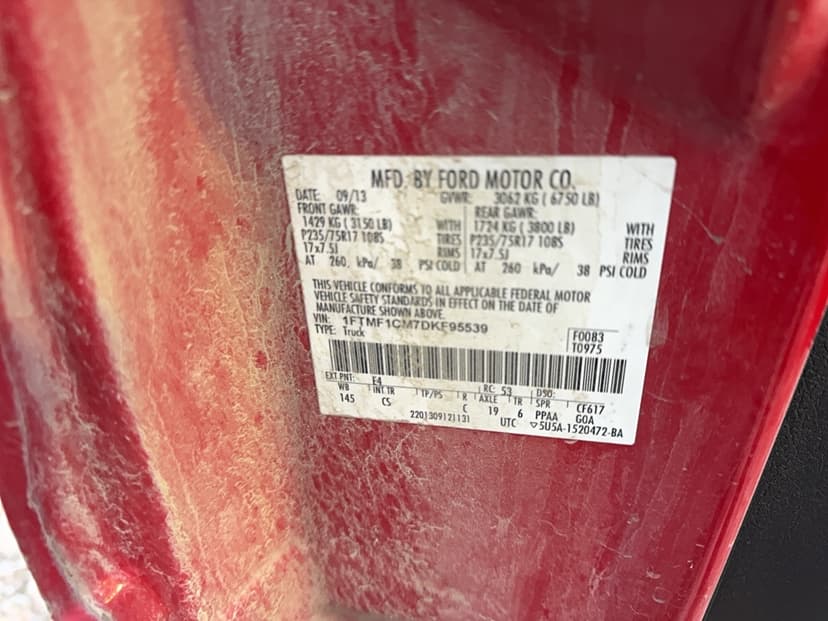 MFD. BY FORD MOTOR CO.
DATE: 09/13 GVWR: 3062 KG ( 6750 LB)
FRONT GAWR: REAR GAWR:
1429 KG ( 3150 LB) WITH 1724 KG ( 3800 LB) WITH
P235/75R17 108S TIRES P235/75R17 108S TIRES
17x7.5J RIMS 17x7.5J RIMS
AT 260 kPa/ 38 PSI COLD AT 260 kPa/ 38 PSI COLD
THIS VEHICLE CONFORMS TO ALL APPLICABLE FEDERAL MOTOR
VEHICLE SAFETY STANDARDS IN EFFECT ON THE DATE OF
MANUFACTURE SHOWN ABOVE.
VIN: 1FTMF1CM7DKF95539 F0083
TYPE: Truck T0975
EXT PNT: E4 RC: 53 DSO:
WB INT TR TP/PS R AXLE TR SPR CF617
145 CS C 19 6 PPAA GOA
2201309121131 UTC ▽5U5A-1520472-BA